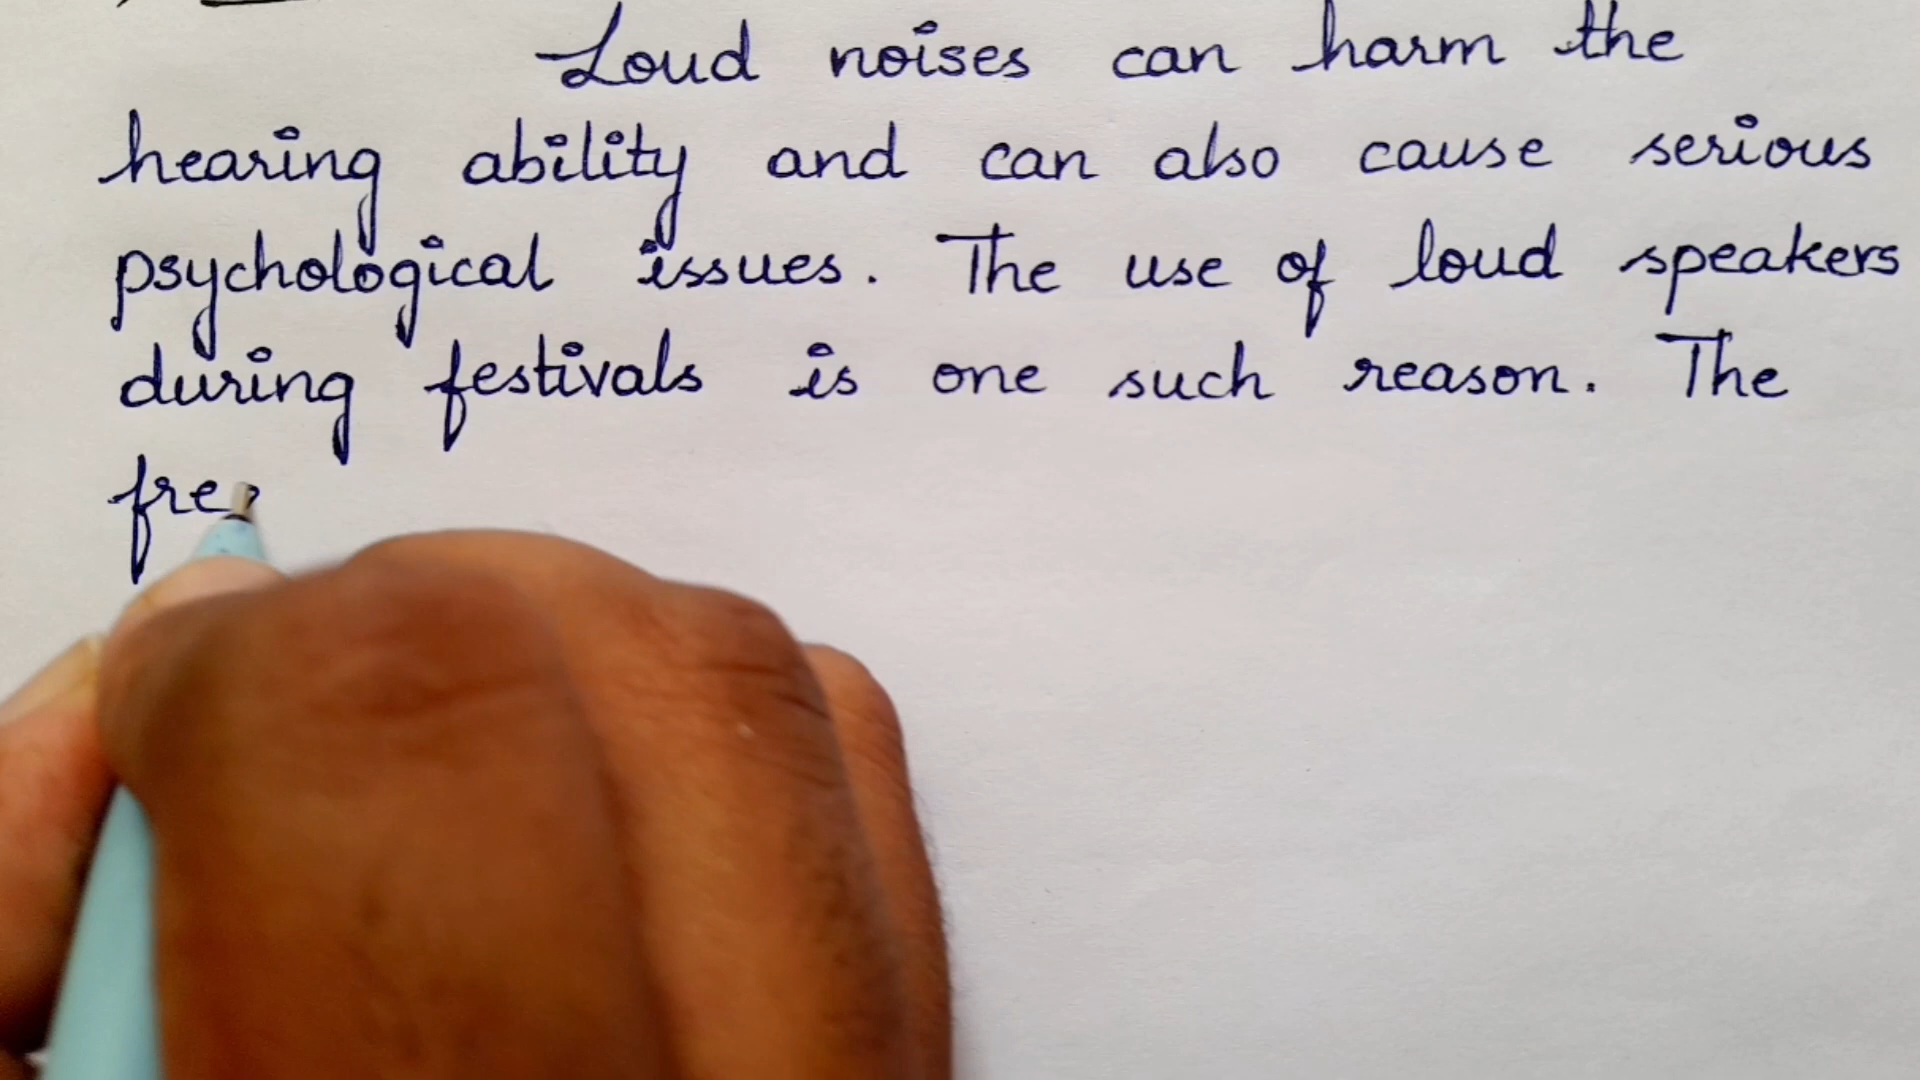 Loud noises can harm the
hearing ability and can also cause serious
psychological issues. The use of loud speakers
during festivals is one such reason. The
fre